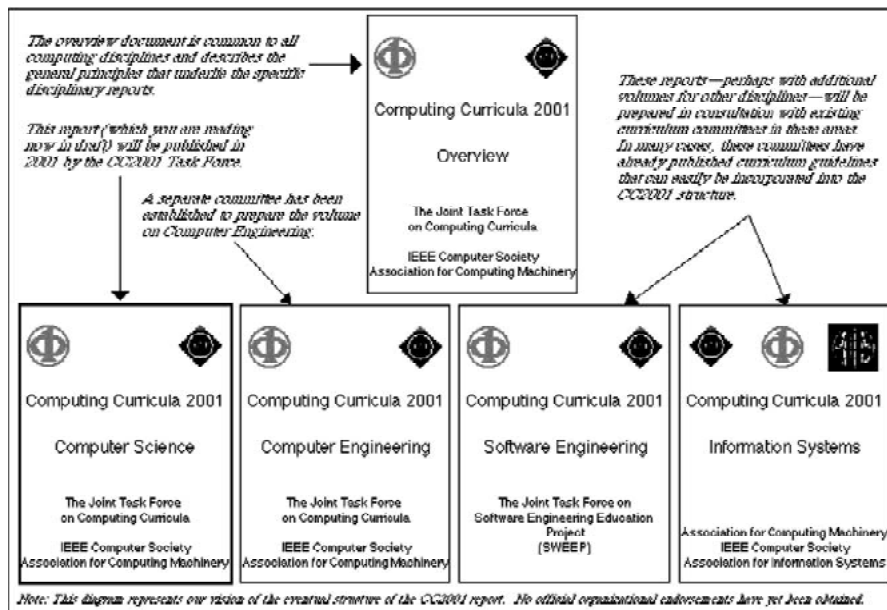 The overview document is common to all
computing disciplines and describes the
general principles that underlie the specific
disciplinary reports.
This report (which you are reading
now in draft) will be published in
2001 by the CC2001 Task Force.
A separate committee has been
established to prepare the volume
on Computer Engineering.
Computing Curricula 2001
Overview
The Joint Task Force
on Computing Curricula
IEEE Computer Society
Association for Computing Machinery
These reports—perhaps with additional
volumes for other disciplines—will be
prepared in consultation with existing
curriculum committees in these areas.
In many cases, these committees have
already published curriculum guidelines
that can easily be incorporated into the
CC2001 structure.
Computing Curricula 2001
Computer Science
The Joint Task Force
on Computing Curricula
IEEE Computer Society
Association for Computing Machinery
Computing Curricula 2001
Computer Engineering
The Joint Task Force
on Computing Curricula
IEEE Computer Society
Association for Computing Machinery
Computing Curricula 2001
Software Engineering
The Joint Task Force on
Software Engineering Education
Project
(SWEEP)
Computing Curricula 2001
Information Systems
Association for Computing Machinery
IEEE Computer Society
Association for Information Systems
Note: This diagram represents our vision of the eventual structure of the CC2001 report. No official organizational endorsements have yet been obtained.